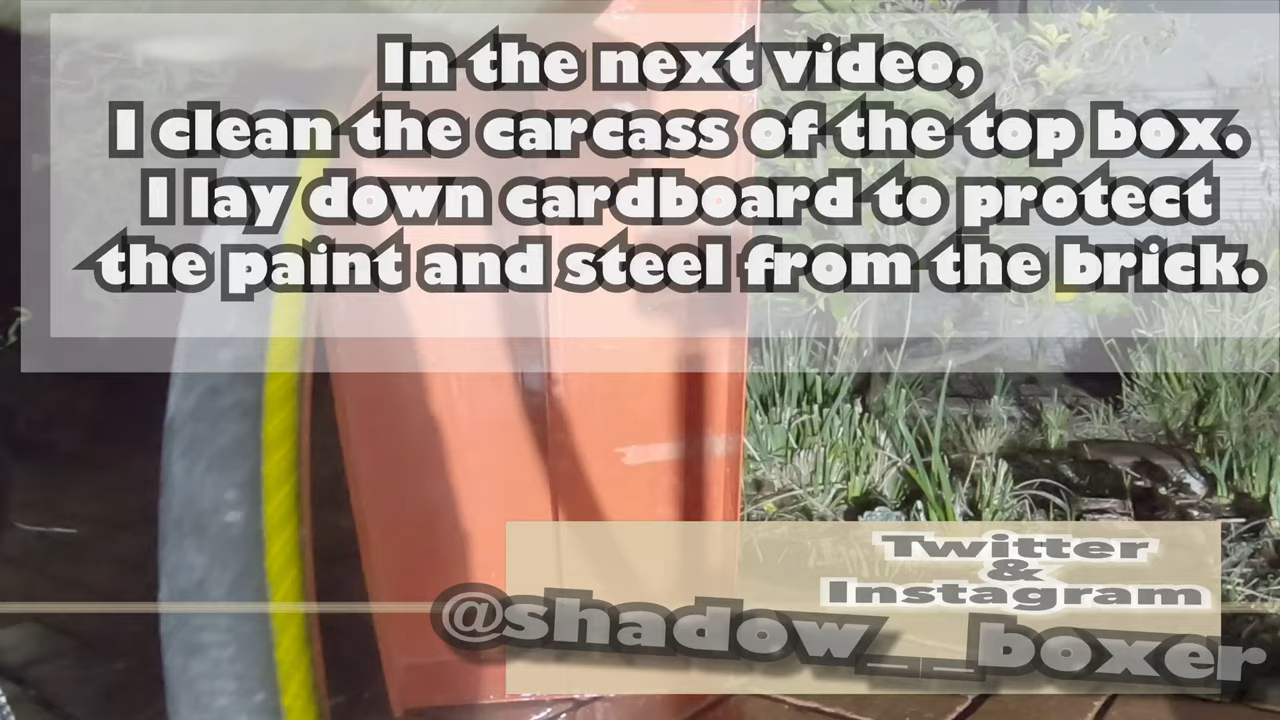 In the next video,
I clean the carcass of the top box.
I lay down cardboard to protect
the paint and steel from the brick.
Twitter
&
Instagram
@shadow__boxer